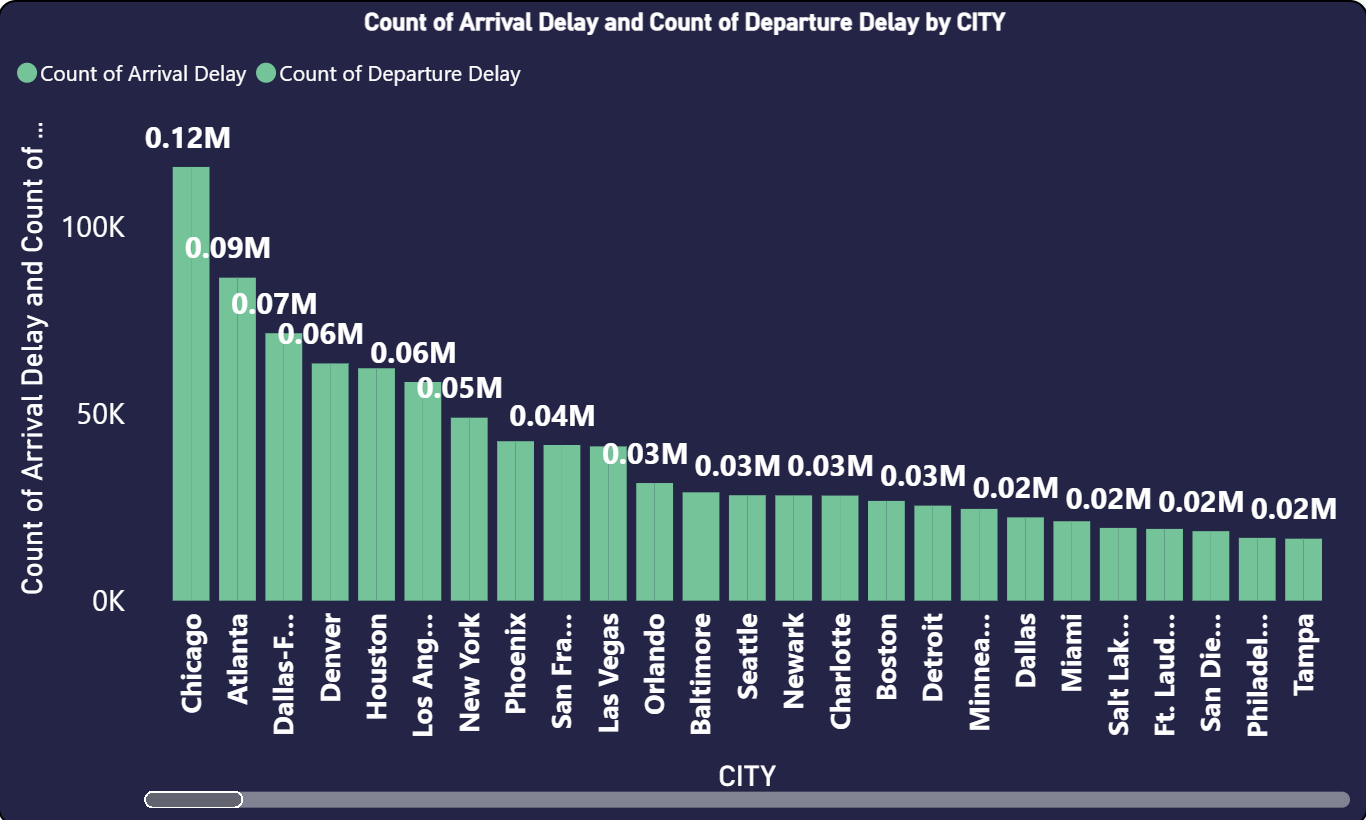 Count of Arrival Delay and Count of Departure Delay by CITY
Count of Arrival Delay
Count of Departure Delay
Count of Arrival Delay and Count of ...
100K
50K
0K
0.12M
0.09M
0.07M
0.06M
0.06M
0.05M
0.04M
0.03M
0.03M
0.03M
0.03M
0.02M
0.02M
0.02M
0.02M
Chicago
Atlanta
Dallas-F...
Denver
Houston
Los Ang...
New York
Phoenix
San Fra...
Las Vegas
Orlando
Baltimore
Seattle
Newark
Charlotte
Boston
Detroit
Minnea...
Dallas
Miami
Salt Lak...
Ft. Laud...
San Die...
Philadel...
Tampa
CITY